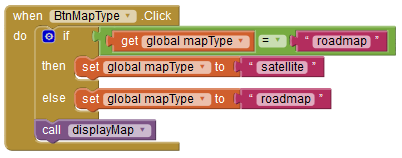 when BtnMapType .Click
do if get global mapType = " roadmap "
then set global mapType to " satellite "
else set global mapType to " roadmap "
call displayMap